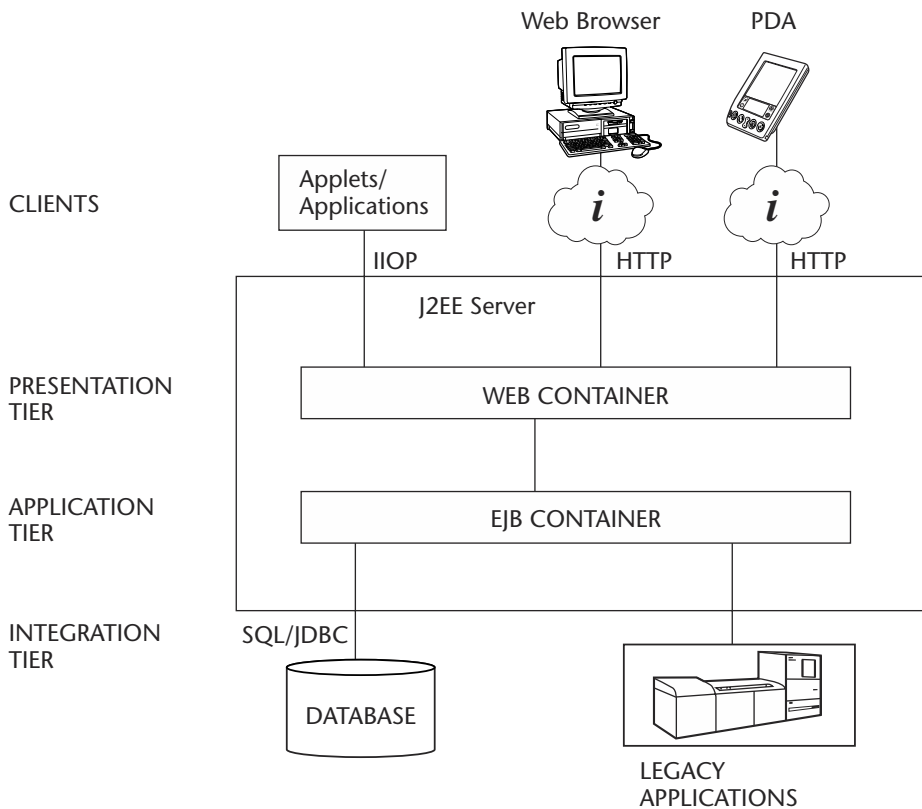 Web Browser
PDA
CLIENTS
Applets/
Applications
i
i
IIOP
HTTP
HTTP
J2EE Server
PRESENTATION
TIER
WEB CONTAINER
APPLICATION
TIER
EJB CONTAINER
INTEGRATION
TIER
SQL/JDBC
DATABASE
LEGACY
APPLICATIONS